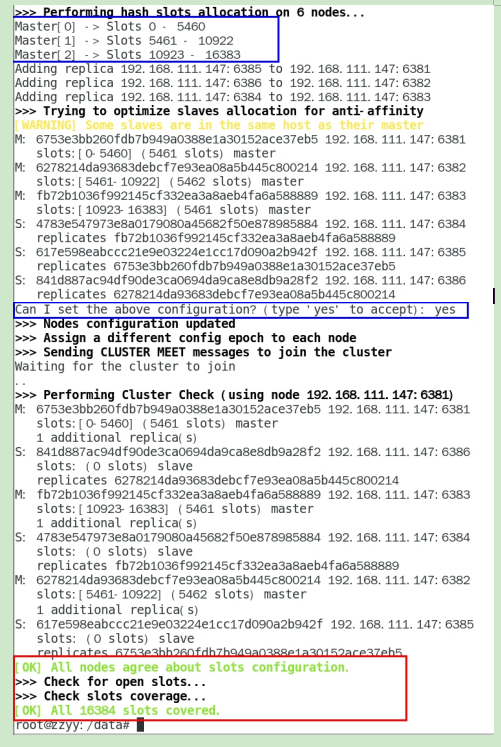 >>> Performing hash slots allocation on 6 nodes...
Master[0] -> Slots 0 - 5460
Master[1] -> Slots 5461 - 10922
Master[2] -> Slots 10923 - 16383
Adding replica 192.168.111.147:6385 to 192.168.111.147:6381
Adding replica 192.168.111.147:6386 to 192.168.111.147:6382
Adding replica 192.168.111.147:6384 to 192.168.111.147:6383
>>> Trying to optimize slaves allocation for anti-affinity
[WARNING] Some slaves are in the same host as their master
M: 6753e3bb260fdb7b949a0388e1a30152ace37eb5 192.168.111.147:6381
slots:[0-5460] (5461 slots) master
M: 6278214da93683debcf7e93ea08a5b445c800214 192.168.111.147:6382
slots:[5461-10922] (5462 slots) master
M: fb72b1036f992145cf332ea3a8aeb4fa6a588889 192.168.111.147:6383
slots:[10923-16383] (5461 slots) master
S: 4783e547973e8a0179080a45682f50e878985884 192.168.111.147:6384
replicates fb72b1036f992145cf332ea3a8aeb4fa6a588889
S: 617e598eabccc21e9e03224e1cc17d090a2b942f 192.168.111.147:6385
replicates 6753e3bb260fdb7b949a0388e1a30152ace37eb5
S: 841d887ac94df90de3ca0694da9ca8e8db9a28f2 192.168.111.147:6386
replicates 6278214da93683debcf7e93ea08a5b445c800214
Can I set the above configuration? (type 'yes' to accept): yes
>>> Nodes configuration updated
>>> Assign a different config epoch to each node
>>> Sending CLUSTER MEET messages to join the cluster
Waiting for the cluster to join
..
>>> Performing Cluster Check (using node 192.168.111.147:6381)
M: 6753e3bb260fdb7b949a0388e1a30152ace37eb5 192.168.111.147:6381
slots:[0-5460] (5461 slots) master
1 additional replica(s)
S: 841d887ac94df90de3ca0694da9ca8e8db9a28f2 192.168.111.147:6386
slots: (0 slots) slave
replicates 6278214da93683debcf7e93ea08a5b445c800214
M: fb72b1036f992145cf332ea3a8aeb4fa6a588889 192.168.111.147:6383
slots:[10923-16383] (5461 slots) master
1 additional replica(s)
S: 4783e547973e8a0179080a45682f50e878985884 192.168.111.147:6384
slots: (0 slots) slave
replicates fb72b1036f992145cf332ea3a8aeb4fa6a588889
M: 6278214da93683debcf7e93ea08a5b445c800214 192.168.111.147:6382
slots:[5461-10922] (5462 slots) master
1 additional replica(s)
S: 617e598eabccc21e9e03224e1cc17d090a2b942f 192.168.111.147:6385
slots: (0 slots) slave
replicates 6753e3bb260fdb7b949a0388e1a30152ace37eb5
[OK] All nodes agree about slots configuration.
>>> Check for open slots...
>>> Check slots coverage...
[OK] All 16384 slots covered.
root@zzyy:/data#